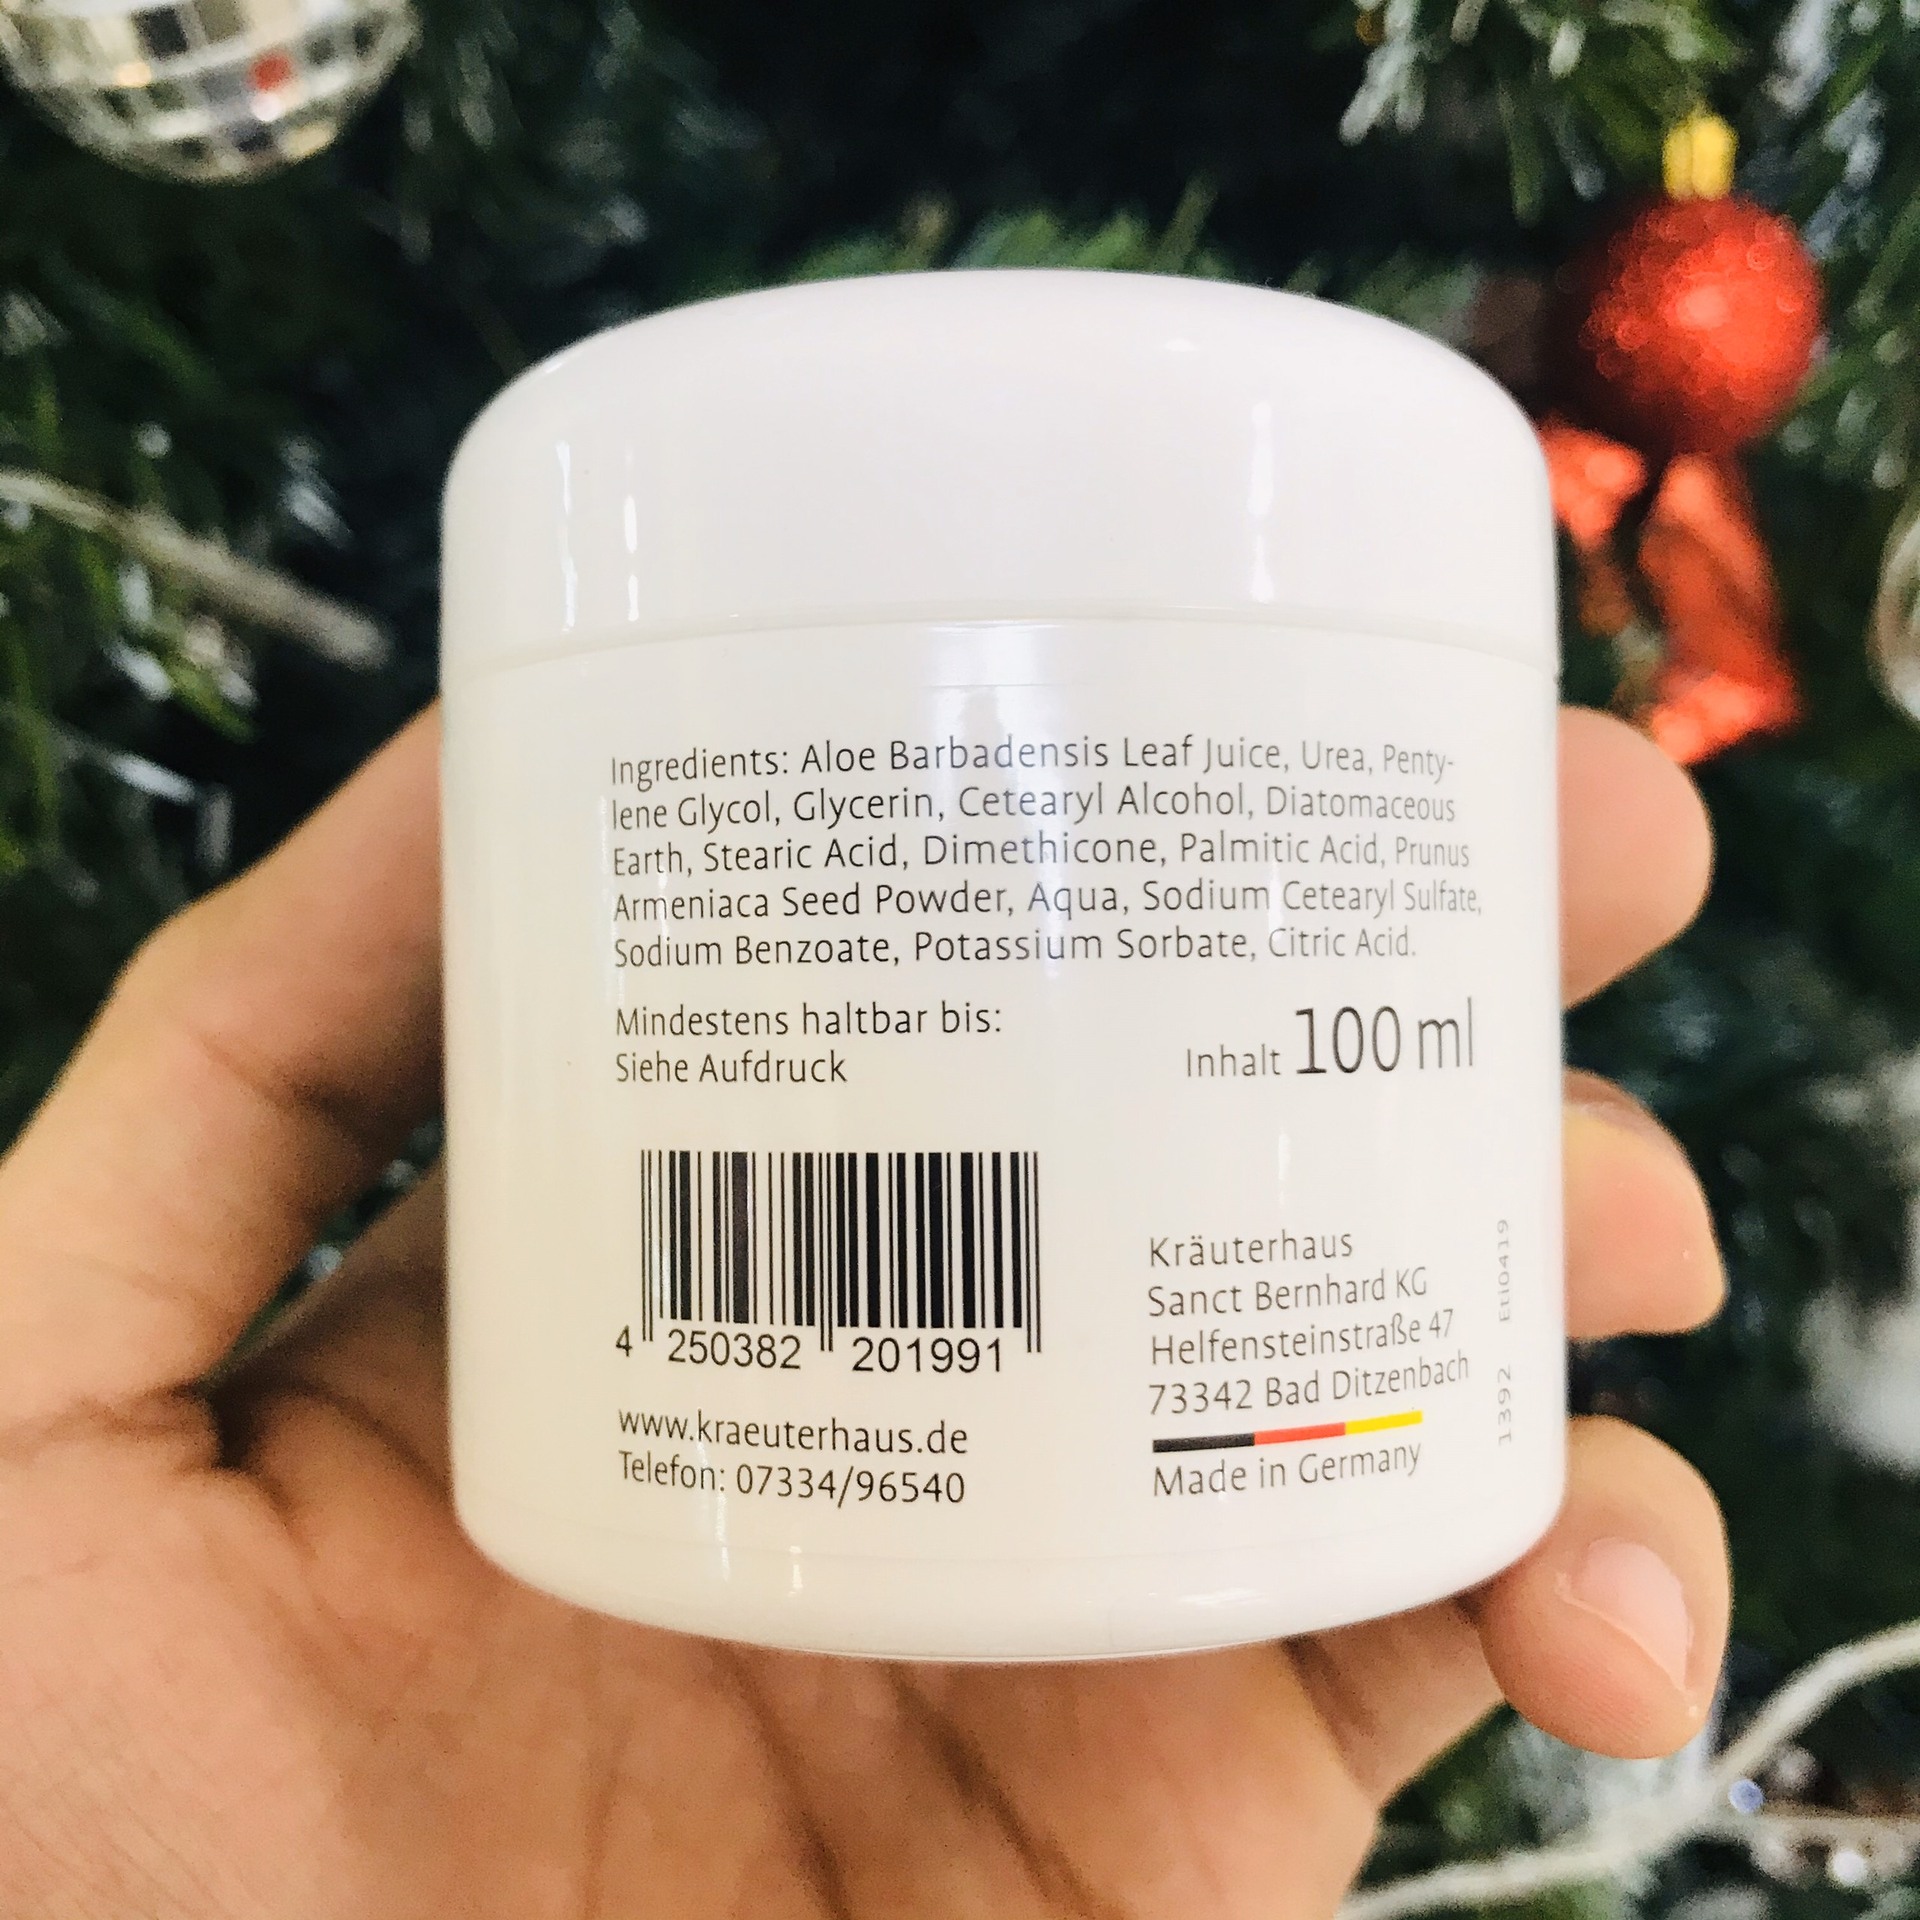 Ingredients: Aloe Barbadensis Leaf Juice, Urea, Penty-
lene Glycol, Glycerin, Cetearyl Alcohol, Diatomaceous
Earth, Stearic Acid, Dimethicone, Palmitic Acid, Prunus
Armeniaca Seed Powder, Aqua, Sodium Cetearyl Sulfate,
Sodium Benzoate, Potassium Sorbate, Citric Acid.
Mindestens haltbar bis:
Siehe Aufdruck
Inhalt 100 ml
4 250382 201991
www.kraeuterhaus.de
Telefon: 07334/96540
Kräuterhaus
Sanct Bernhard KG
Helfensteinstraße 47
73342 Bad Ditzenbach
Made in Germany
1392 Eti0419